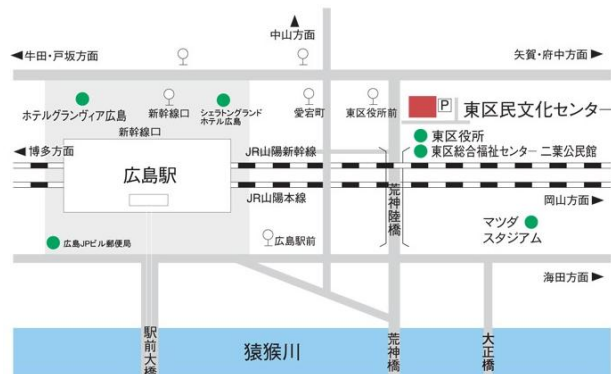 中山方面
牛田・戸坂方面
矢賀・府中方面
ホテルグランヴィア広島
新幹線口
シェラトングランド
ホテル広島
愛宕町
東区役所前
P
東区民文化センター
新幹線口
東区役所
東区総合福祉センター 二葉公民館
博多方面
JR山陽新幹線
広島駅
JR山陽本線
荒神陸橋
岡山方面
マツダ
スタジアム
広島JPビル郵便局
広島駅前
海田方面
駅前大橋
猿猴川
荒神橋
大正橋